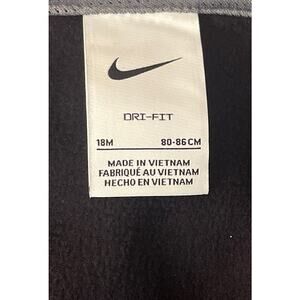 DRI-FIT
18M 80-86CM
MADE IN VIETNAM
FABRIQUÉ AU VIETNAM
HECHO EN VIETNAM